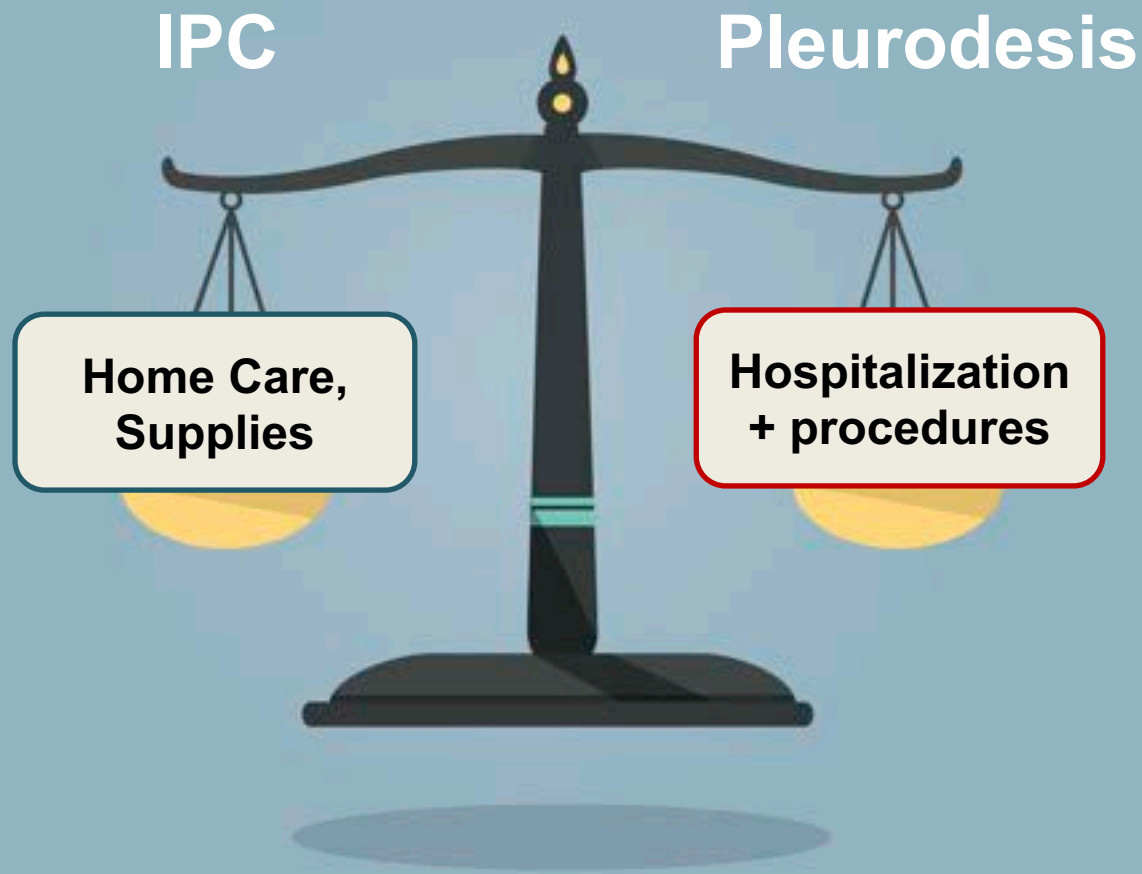 IPC
Pleurodesis
Home Care,
Supplies
Hospitalization
+ procedures